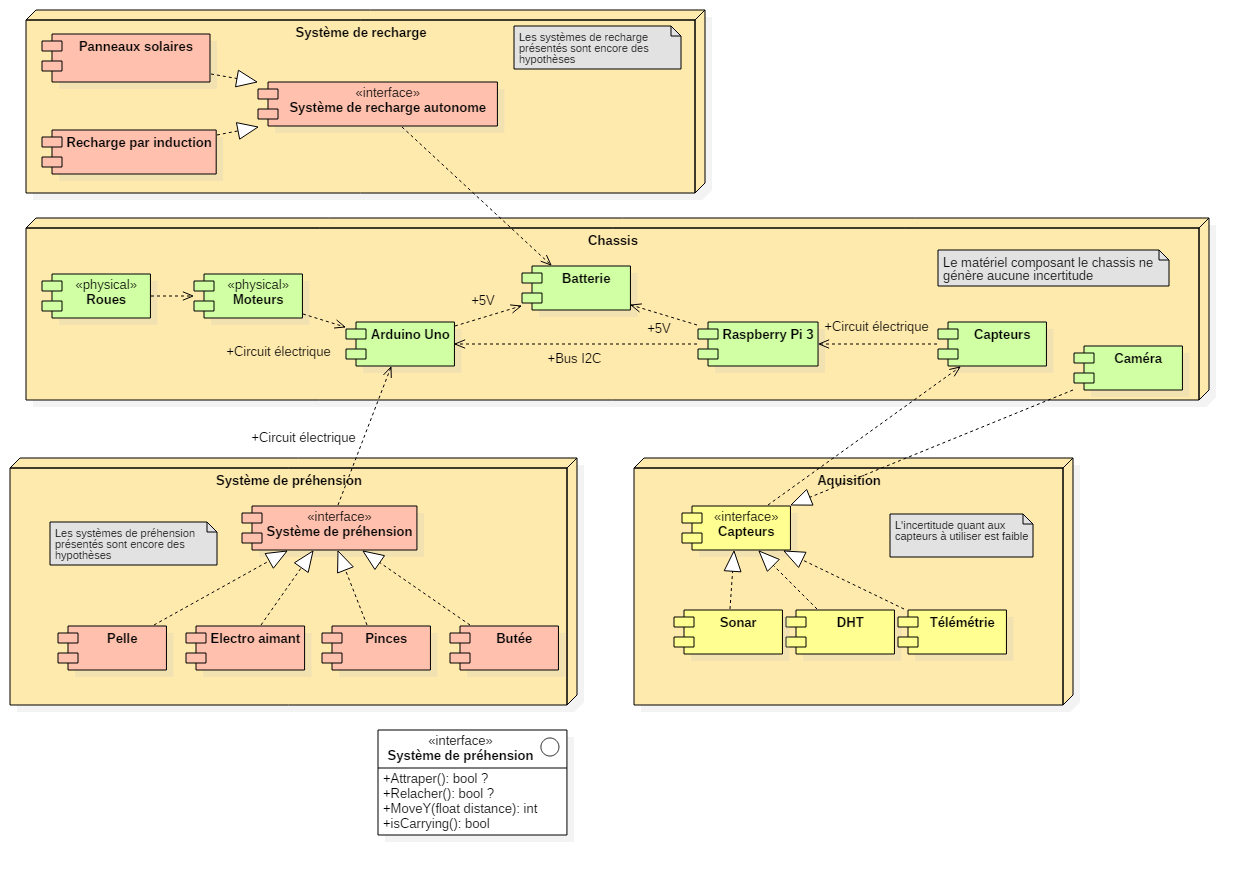 Système de recharge
Les systèmes de recharge
présentés sont encore des
hypothèses
Panneaux solaires
«interface»
Système de recharge autonome
Recharge par induction
Chassis
Le matériel composant le chassis ne
génère aucune incertitude
«physical»
Roues
«physical»
Moteurs
Batterie
+5V
Arduino Uno
+5V
Raspberry Pi 3
+Circuit électrique
Capteurs
+Circuit électrique
+Bus I2C
Caméra
+Circuit électrique
Système de préhension
«interface»
Système de préhension
Les systèmes de préhension
présentés sont encore des
hypothèses
Pelle
Electro aimant
Pinces
Butée
Aquisition
«interface»
Capteurs
L'incertitude quant aux
capteurs à utiliser est faible
Sonar
DHT
Télémétrie
«interface»
Système de préhension
+Attraper(): bool ?
+Relacher(): bool ?
+MoveY(float distance): int
+isCarrying(): bool